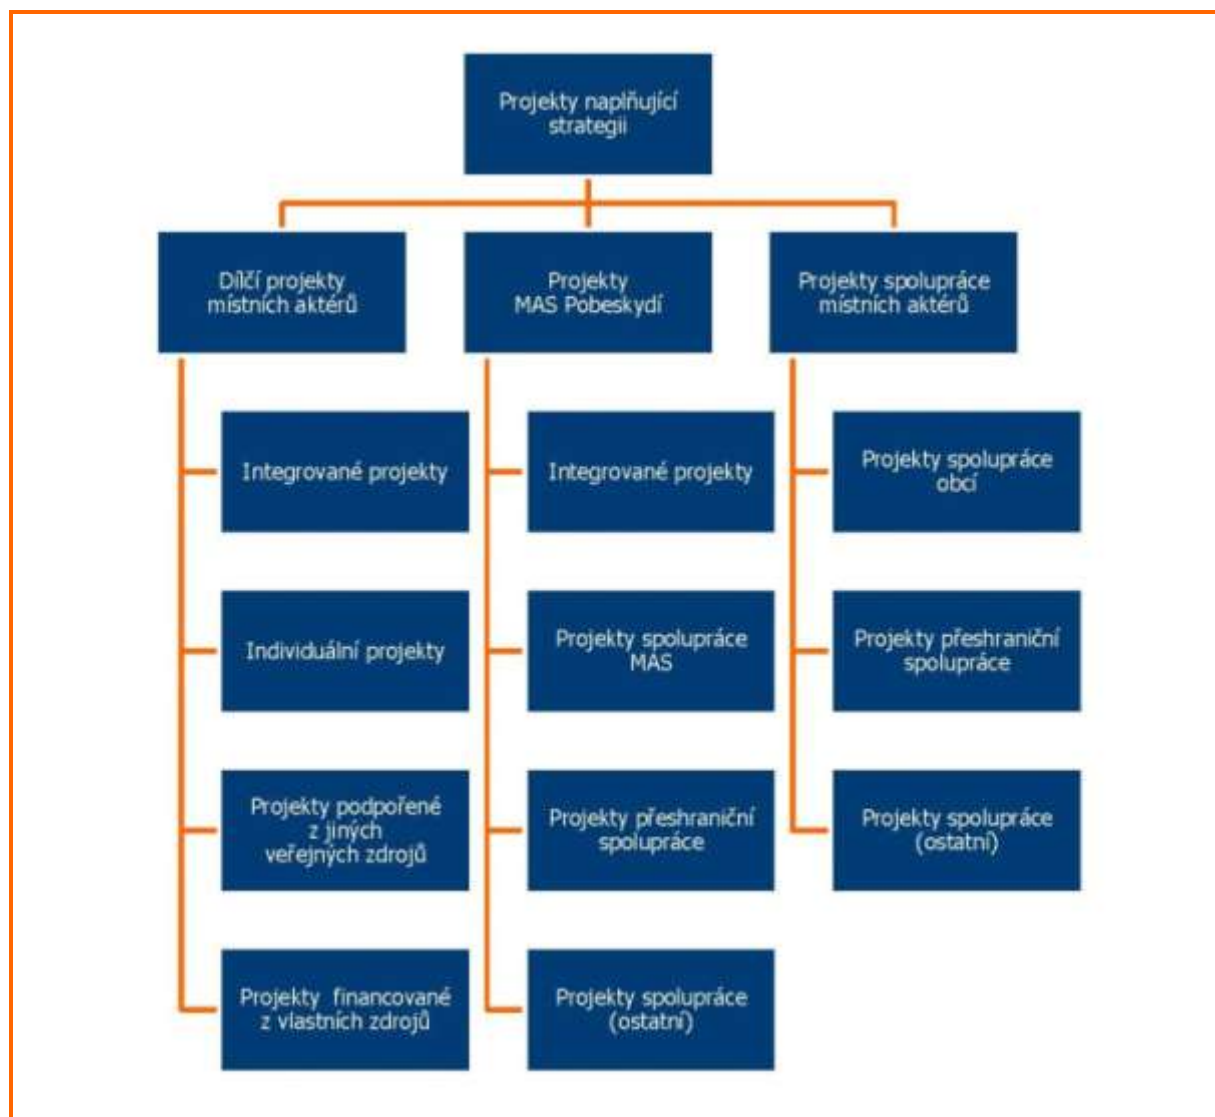 Projekty naplňující
strategii
Dílčí projekty
místních aktérů
Projekty
MAS Pobeskydí
Projekty spolupráce
místních aktérů
Integrované projekty
Individuální projekty
Projekty podpořené
z jiných
veřejných zdrojů
Projekty financované
z vlastních zdrojů
Integrované projekty
Projekty spolupráce
MAS
Projekty přeshraniční
spolupráce
Projekty spolupráce
(ostatní)
Projekty spolupráce
obcí
Projekty přeshraniční
spolupráce
Projekty spolupráce
(ostatní)